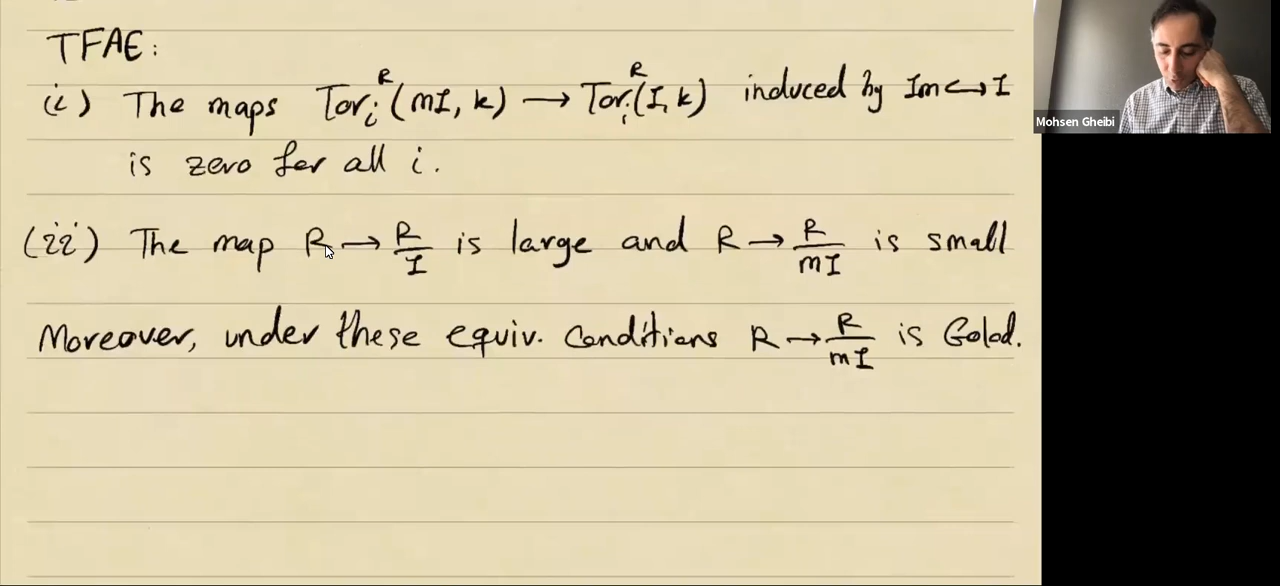 TFAE:
(i) The maps Tor_i^R(mI, k) → Tor_i^R(I, k) induced by Im ↪ I
is zero for all i.
(ii) The map R → R/I is large and R → R/mI is small
Moreover, under these equiv. Conditions R → R/mI is Golod.
Mohsen Gheibi